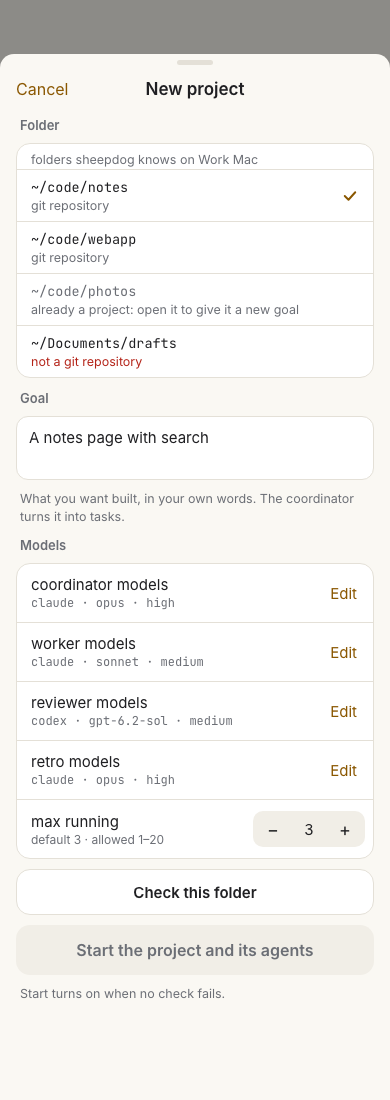 Cancel
New project
Folder
folders sheepdog knows on Work Mac
~/code/notes
git repository
~/code/webapp
git repository
~/code/photos
already a project: open it to give it a new goal
~/Documents/drafts
not a git repository
Goal
A notes page with search
What you want built, in your own words. The coordinator
turns it into tasks.
Models
coordinator models
claude · opus · high
Edit
worker models
claude · sonnet · medium
Edit
reviewer models
codex · gpt-6.2-sol · medium
Edit
retro models
claude · opus · high
Edit
max running
default 3 · allowed 1–20
− 3 +
Check this folder
Start the project and its agents
Start turns on when no check fails.